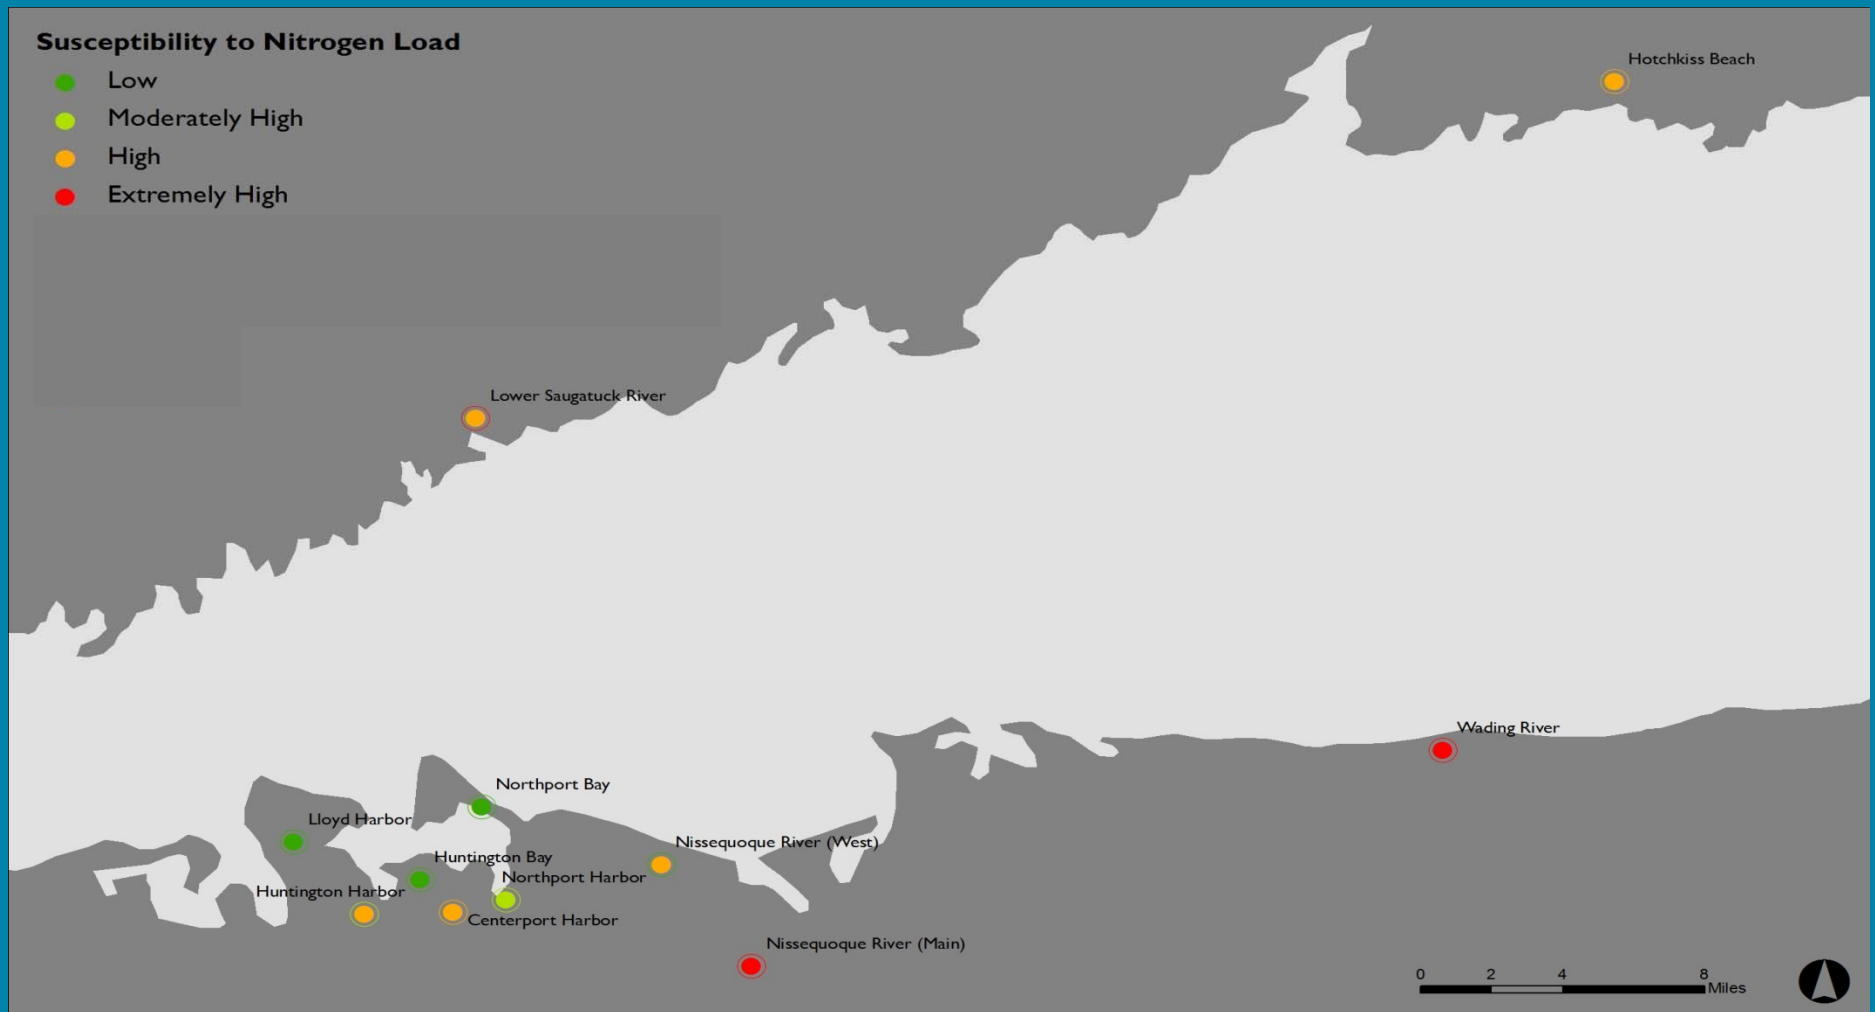 Susceptibility to Nitrogen Load
Low
Moderately High
High
Extremely High
Hotchkiss Beach
Lower Saugatuck River
Wading River
Northport Bay
Lloyd Harbor
Nissequoque River (West)
Huntington Bay
Northport Harbor
Huntington Harbor
Centerport Harbor
Nissequoque River (Main)
0 2 4 8
Miles